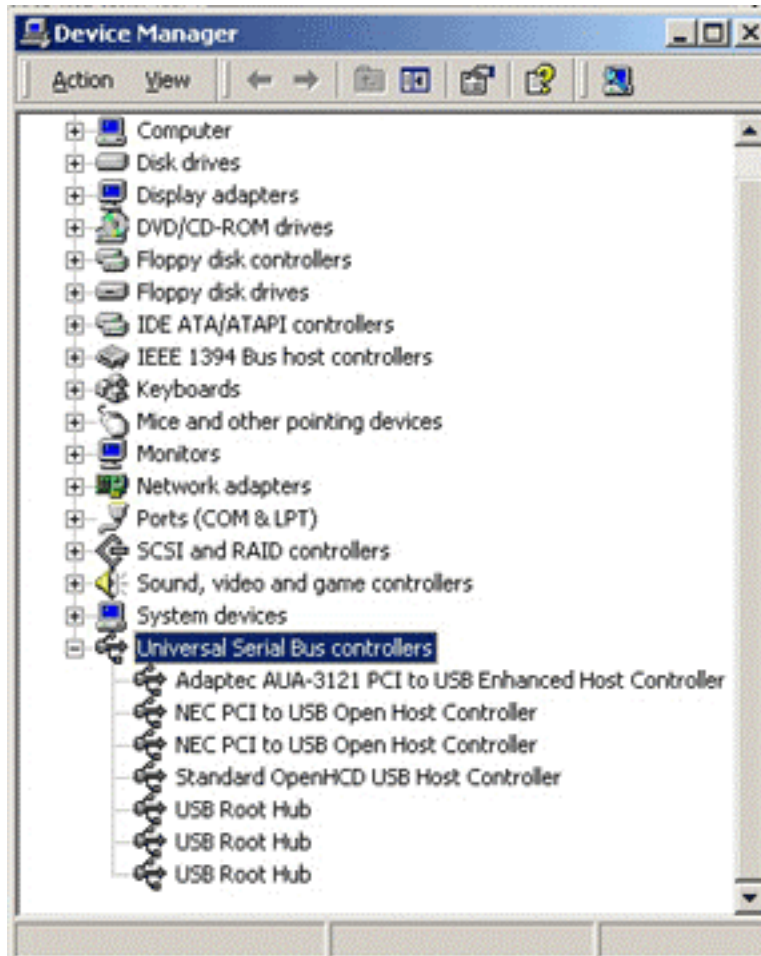 Device Manager
Action View
Computer
Disk drives
Display adapters
DVD/CD-ROM drives
Floppy disk controllers
Floppy disk drives
IDE ATA/ATAPI controllers
IEEE 1394 Bus host controllers
Keyboards
Mice and other pointing devices
Monitors
Network adapters
Ports (COM & LPT)
SCSI and RAID controllers
Sound, video and game controllers
System devices
Universal Serial Bus controllers
Adaptec AUA-3121 PCI to USB Enhanced Host Controller
NEC PCI to USB Open Host Controller
NEC PCI to USB Open Host Controller
Standard OpenHCD USB Host Controller
USB Root Hub
USB Root Hub
USB Root Hub